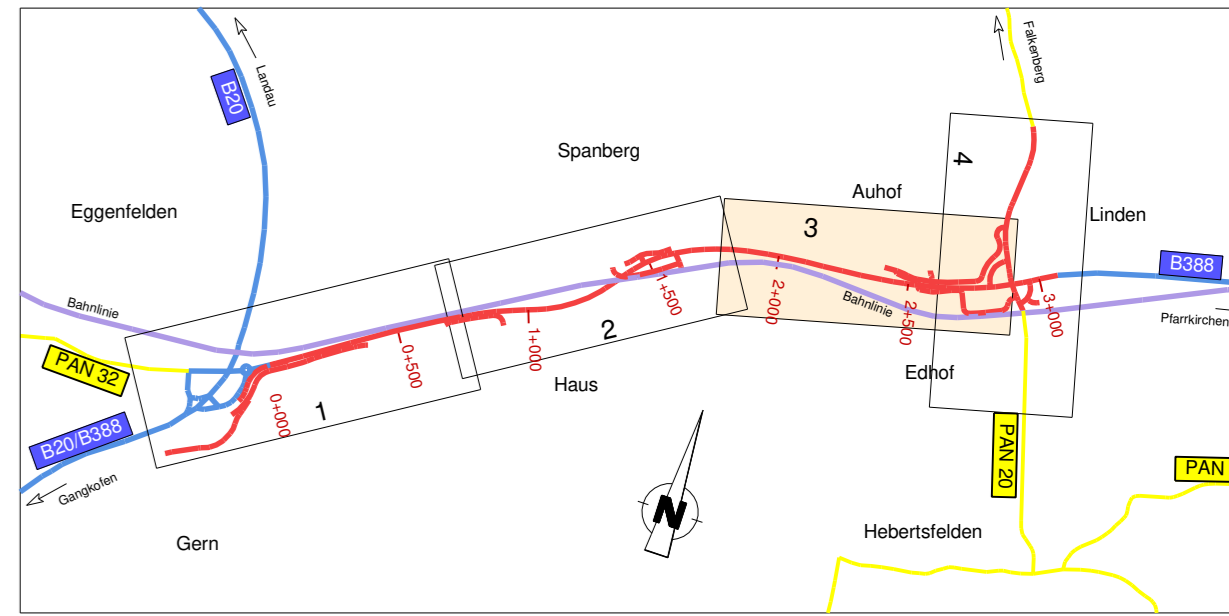 Falkenberg
Landau
B20
Spanberg
4
Auhof
Eggenfelden
Linden
3
B388
Bahnlinie
1+500
2+000
Bahnlinie
2+500
3+000
Pfarrkirchen
2
1+000
0+500
PAN 32
Haus
Edhof
0+000
1
B20/B388
PAN 20
PAN
Gangkofen
N
Hebertsfelden
Gern